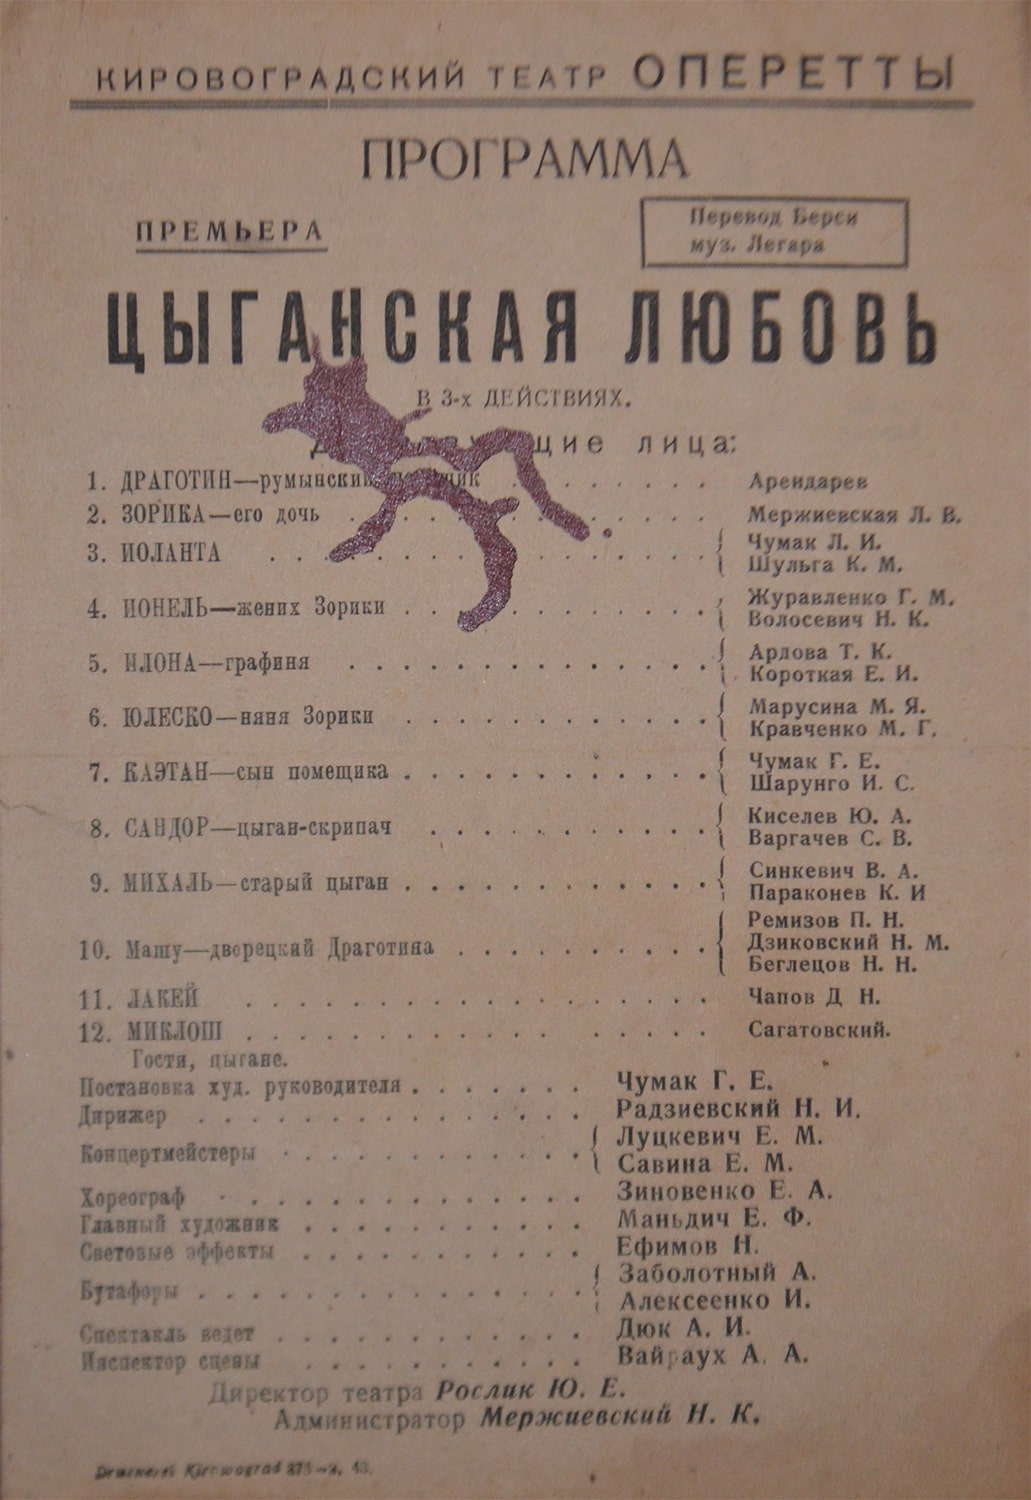 КИРОВОГРАДСКИЙ ТЕАТР ОПЕРЕТТЫ
ПРОГРАММА
ПРЕМЬЕРА
Перевод Берси
муз. Легара
ЦЫГАНСКАЯ ЛЮБОВЬ
В 3-х ДЕЙСТВИЯХ.
лица:
1. ДРАГОТИН—румынский . . . . . . . . Арендарев
2. ЗОРИКА—его дочь . . . . . . . . . . . . . Мержиевская Л. В.
3. ИОЛАНТА . . . . . . . . . . . . . . . . { Чумак Л. И.
Шульга К. М.
4. ИОНЕЛЬ—жених Зорики . . . . . . . . . . . { Журавленко Г. М.
Волосевич Н. К.
5. ИЛОНА—графиня . . . . . . . . . . . . . . { Ардова Т. К.
Короткая Е. И.
6. ЮЛЕСКО—няня Зорики . . . . . . . . . . . . { Марусина М. Я.
Кравченко М. Г.
7. КАЭТАН—сын помещика . . . . . . . . . . . . { Чумак Г. Е.
Шарунго И. С.
8. САНДОР—цыган-скрипач . . . . . . . . . . . { Киселев Ю. А.
Варгачев С. В.
9. МИХАЛЬ—старый цыган . . . . . . . . . . . . { Синкевич В. А.
Параконев К. И
10. Машу—дворецкий Драготина . . . . . . . . . . { Ремизов П. Н.
Дзиковский Н. М.
Беглецов Н. Н.
11. ЛАКЕЙ . . . . . . . . . . . . . . . . . Чапов Д Н.
12. МИКЛОШ . . . . . . . . . . . . . . . . Сагатовский.
Гости, цыгане.
Постановка худ. руководителя . . . . . . . Чумак Г. Е.
Дирижер . . . . . . . . . . . . . . . Радзиевский Н. И.
Концертмейстеры . . . . . . . . . . . . { Луцкевич Е. М.
Савина Е. М.
Хореограф . . . . . . . . . . . . . . Зиновенко Е. А.
Главный художник . . . . . . . . . . . Маньдич Е. Ф.
Световые эффекты . . . . . . . . . . . Ефимов Н.
Бутафоры . . . . . . . . . . . . . . . { Заболотный А.
Алексеенко И.
Спектакль ведет . . . . . . . . . . . . Дюк А. И.
Инспектор сцены . . . . . . . . . . . Вайраух А. А.
Директор театра Рослик Ю. Е.
Администратор Мержиевский Н. К.
Druckerei Kirowograd 43.